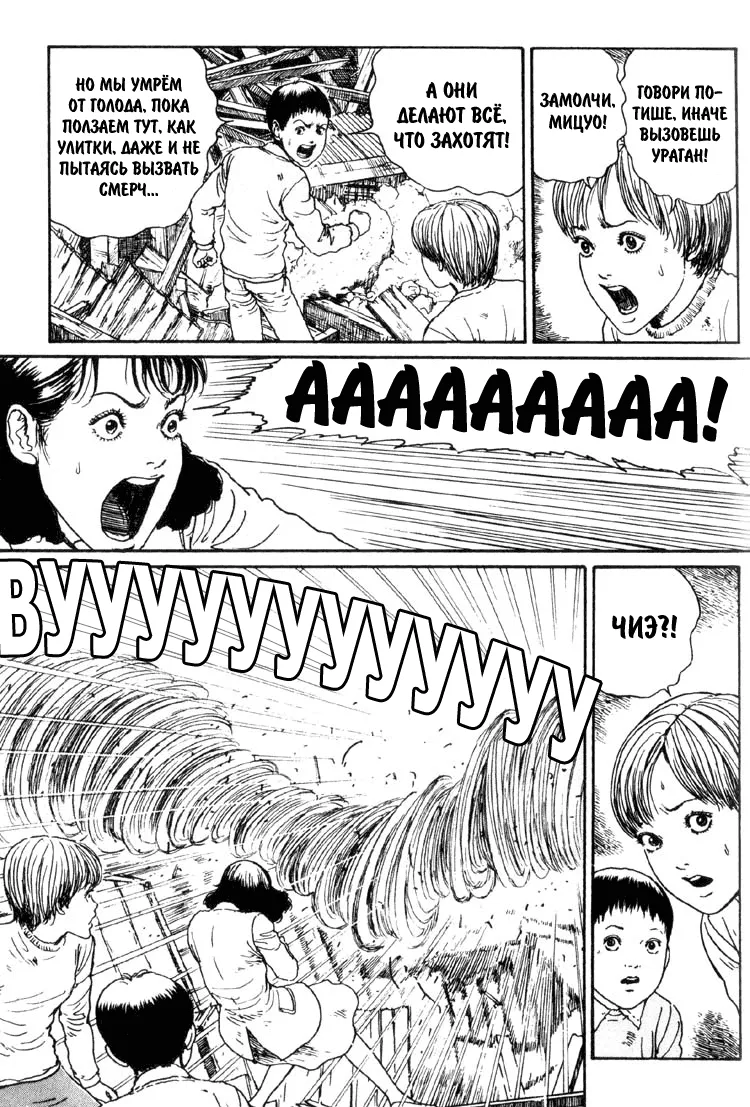 ГОВОРИ ПО-
ТИШЕ, ИНАЧЕ
ВЫЗОВЕШЬ
УРАГАН!
ЗАМОЛЧИ,
МИЦУО!
А ОНИ
ДЕЛАЮТ ВСЁ,
ЧТО ЗАХОТЯТ!
НО МЫ УМРЁМ
ОТ ГОЛОДА, ПОКА
ПОЛЗАЕМ ТУТ, КАК
УЛИТКИ, ДАЖЕ И НЕ
ПЫТАЯСЬ ВЫЗВАТЬ
СМЕРЧ...
ААААААААА!
ЧИЭ?!
ВУУУУУУУУУУУУУ